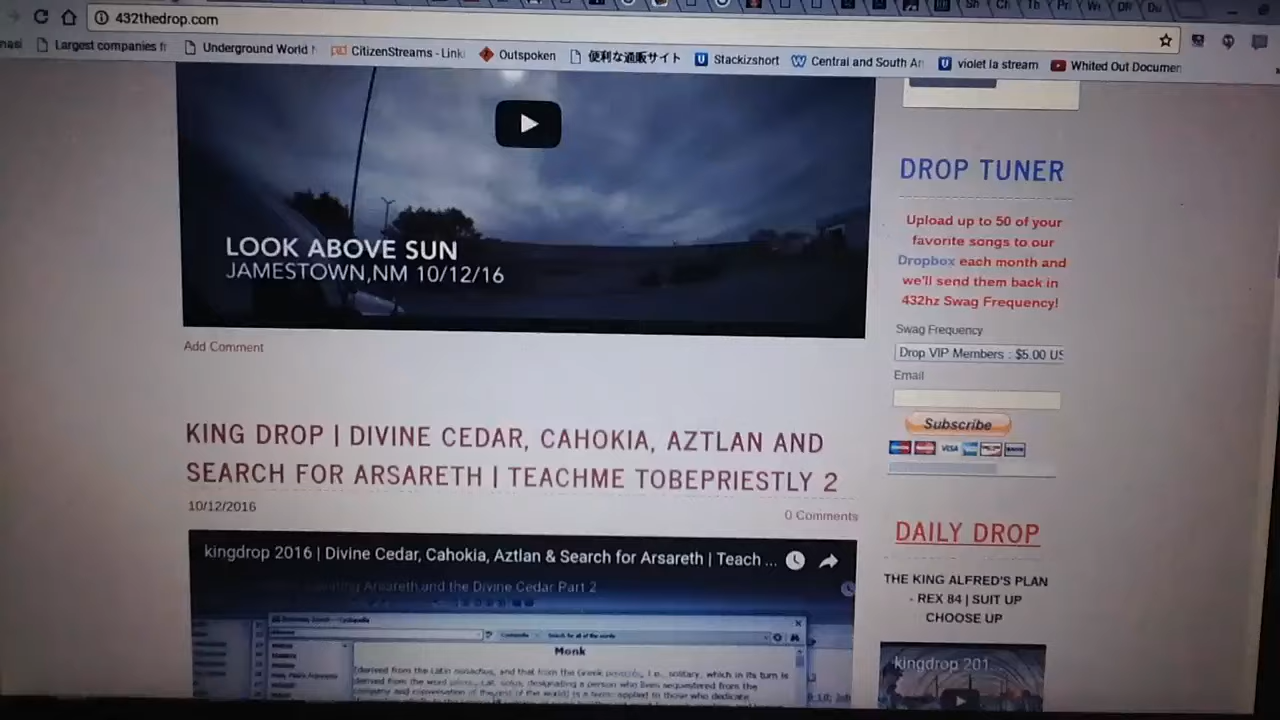 432thedrop.com
Largest companies fr
Underground World N
CitizenStreams - Link
Outspoken
便利な通販サイト
Stackizshort
Central and South Am
violet la stream
Whited Out Documen
LOOK ABOVE SUN
JAMESTOWN,NM 10/12/16
Add Comment
KING DROP | DIVINE CEDAR, CAHOKIA, AZTLAN AND
SEARCH FOR ARSARETH | TEACHME TOBEPRIESTLY 2
10/12/2016
0 Comments
kingdrop 2016 | Divine Cedar, Cahokia, Aztlan & Search for Arsareth | Teach ...
Arsareth and the Divine Cedar Part 2
Monk
DROP TUNER
Upload up to 50 of your
favorite songs to our
Dropbox each month and
we'll send them back in
432hz Swag Frequency!
Swag Frequency
Drop VIP Members : $5.00 US
Email
Subscribe
VISA
DAILY DROP
THE KING ALFRED'S PLAN
- REX 84 | SUIT UP
CHOOSE UP
kingdrop 201...